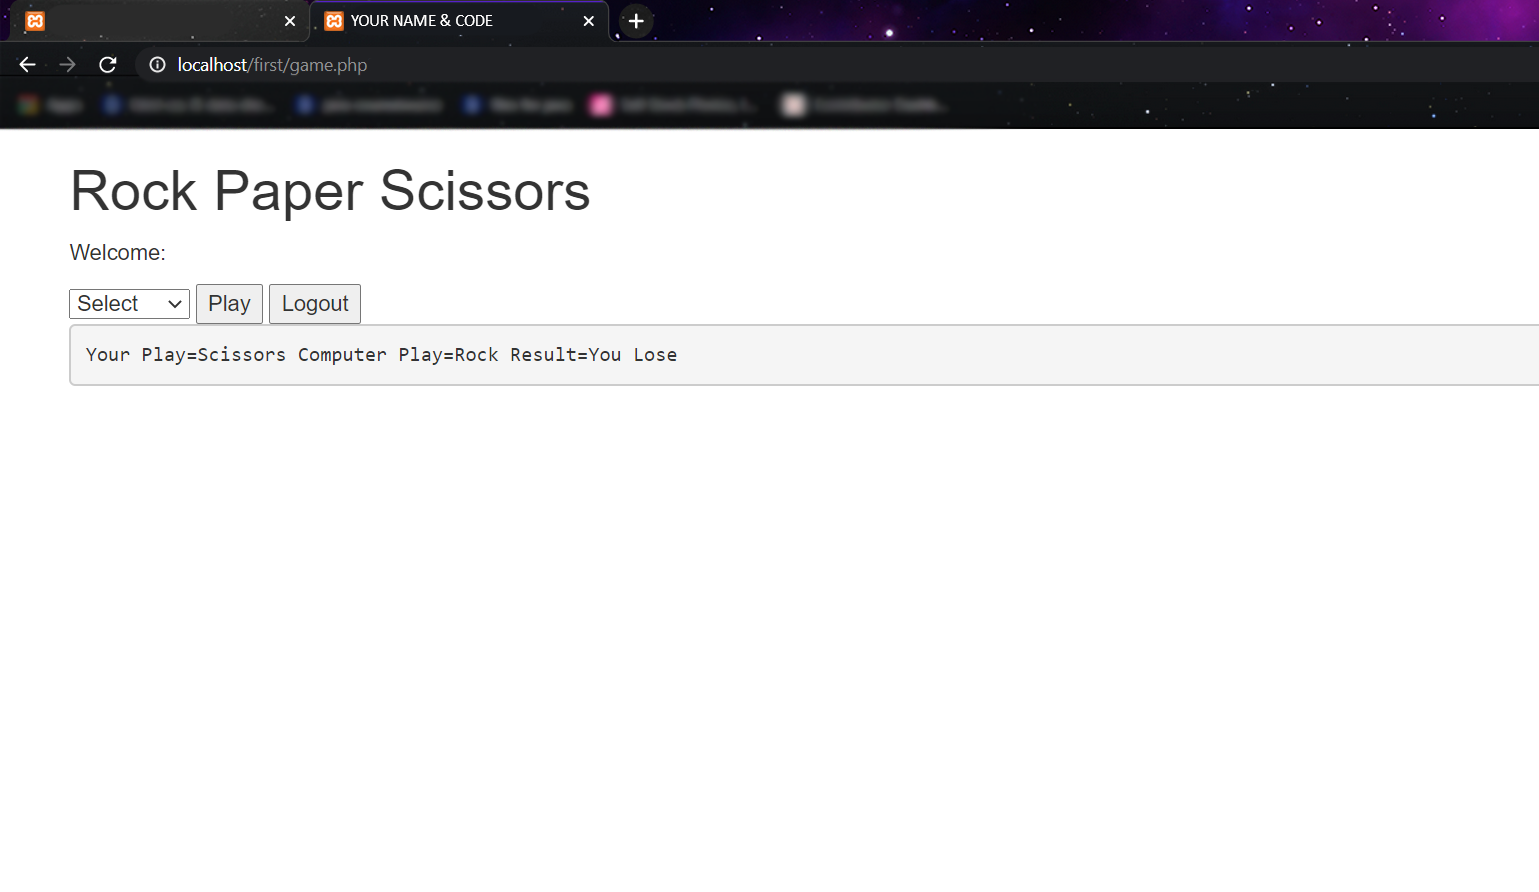 YOUR NAME & CODE
localhost/first/game.php
Rock Paper Scissors
Welcome:
Select Play Logout
Your Play=Scissors Computer Play=Rock Result=You Lose